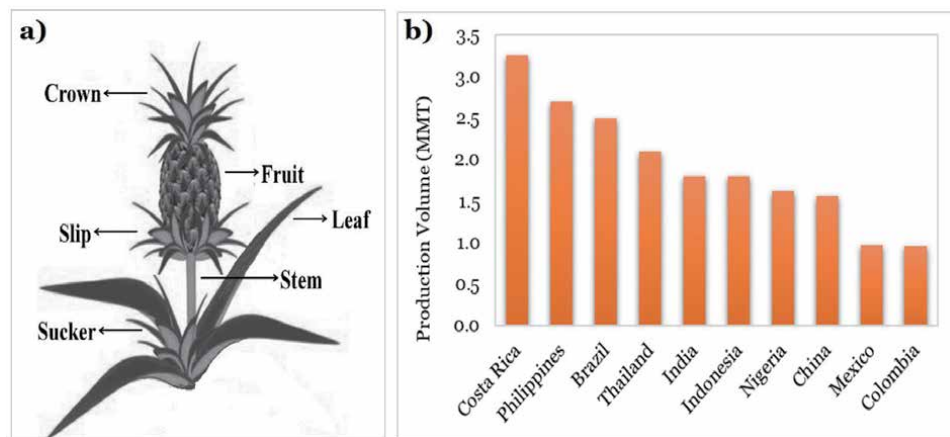 a)
Crown
Fruit
Leaf
Slip
Stem
Sucker
b)
Production Volume (MMT)
3.5
3.0
2.5
2.0
1.5
1.0
0.5
0.0
Costa Rica
Philippines
Brazil
Thailand
India
Indonesia
Nigeria
China
Mexico
Colombia